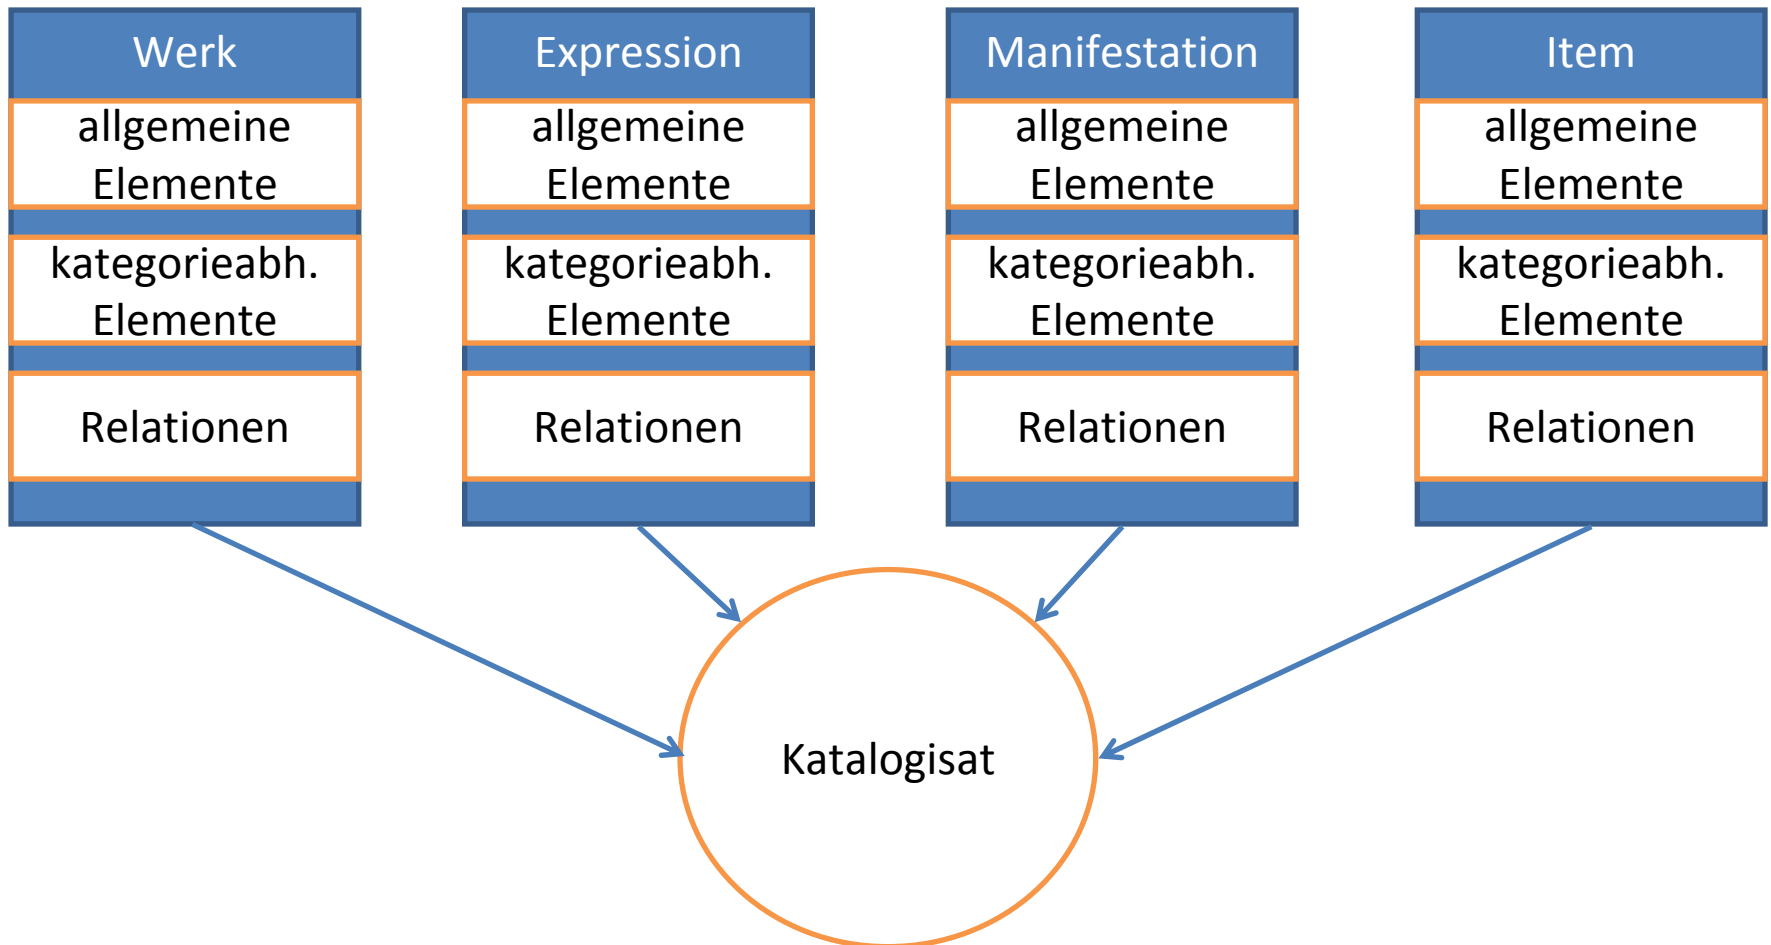 Werk
allgemeine
Elemente
kategorieabh.
Elemente
Relationen
Expression
allgemeine
Elemente
kategorieabh.
Elemente
Relationen
Manifestation
allgemeine
Elemente
kategorieabh.
Elemente
Relationen
Item
allgemeine
Elemente
kategorieabh.
Elemente
Relationen
Katalogisat